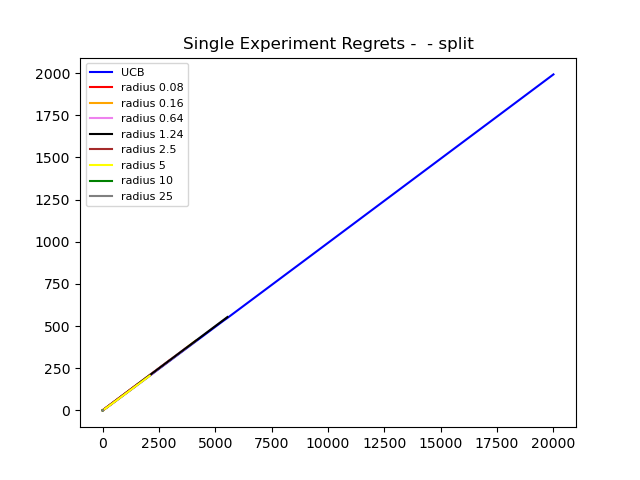 Single Experiment Regrets -  - split
UCB
radius 0.08
radius 0.16
radius 0.64
radius 1.24
radius 2.5
radius 5
radius 10
radius 25
2000
1750
1500
1250
1000
750
500
250
0
0 2500 5000 7500 10000 12500 15000 17500 20000